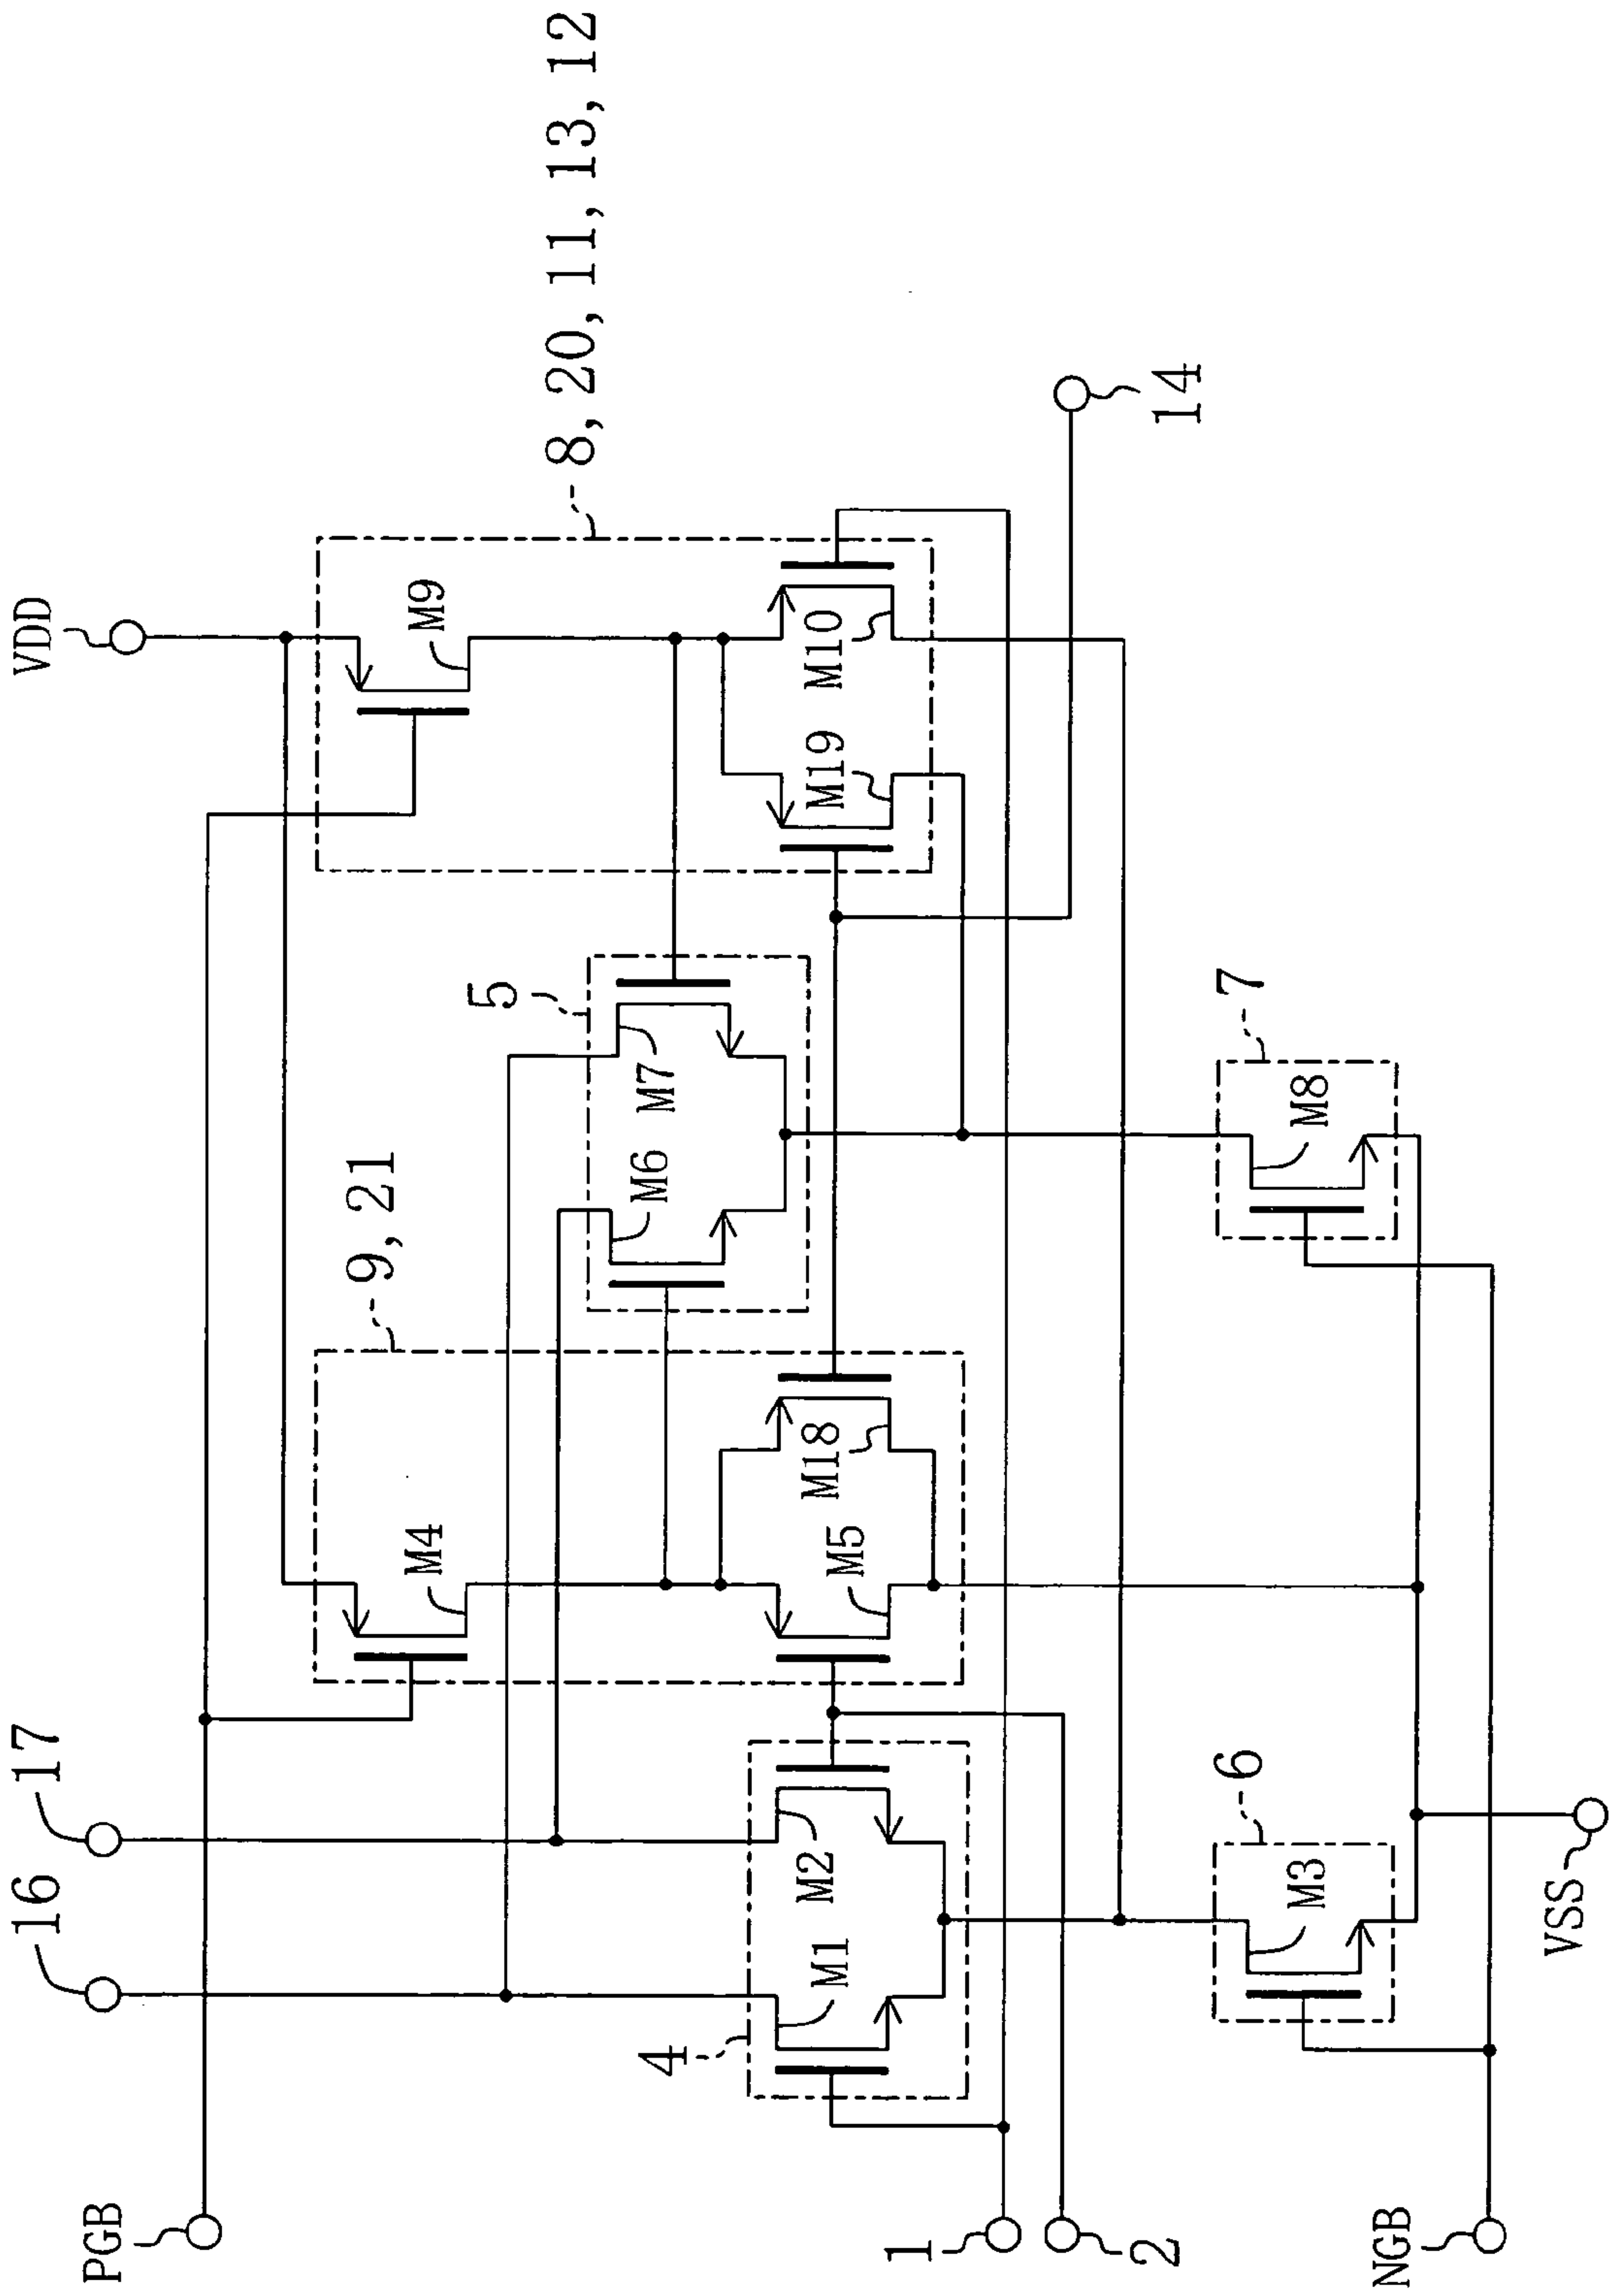 VDD
8, 20, 11, 13, 12
M9
M10
M19
14
5
M7
M6
9, 21
M4
M18
M5
7
M8
17
16
M2
M1
4
6
M3
PGB
1
2
NGB
VSS